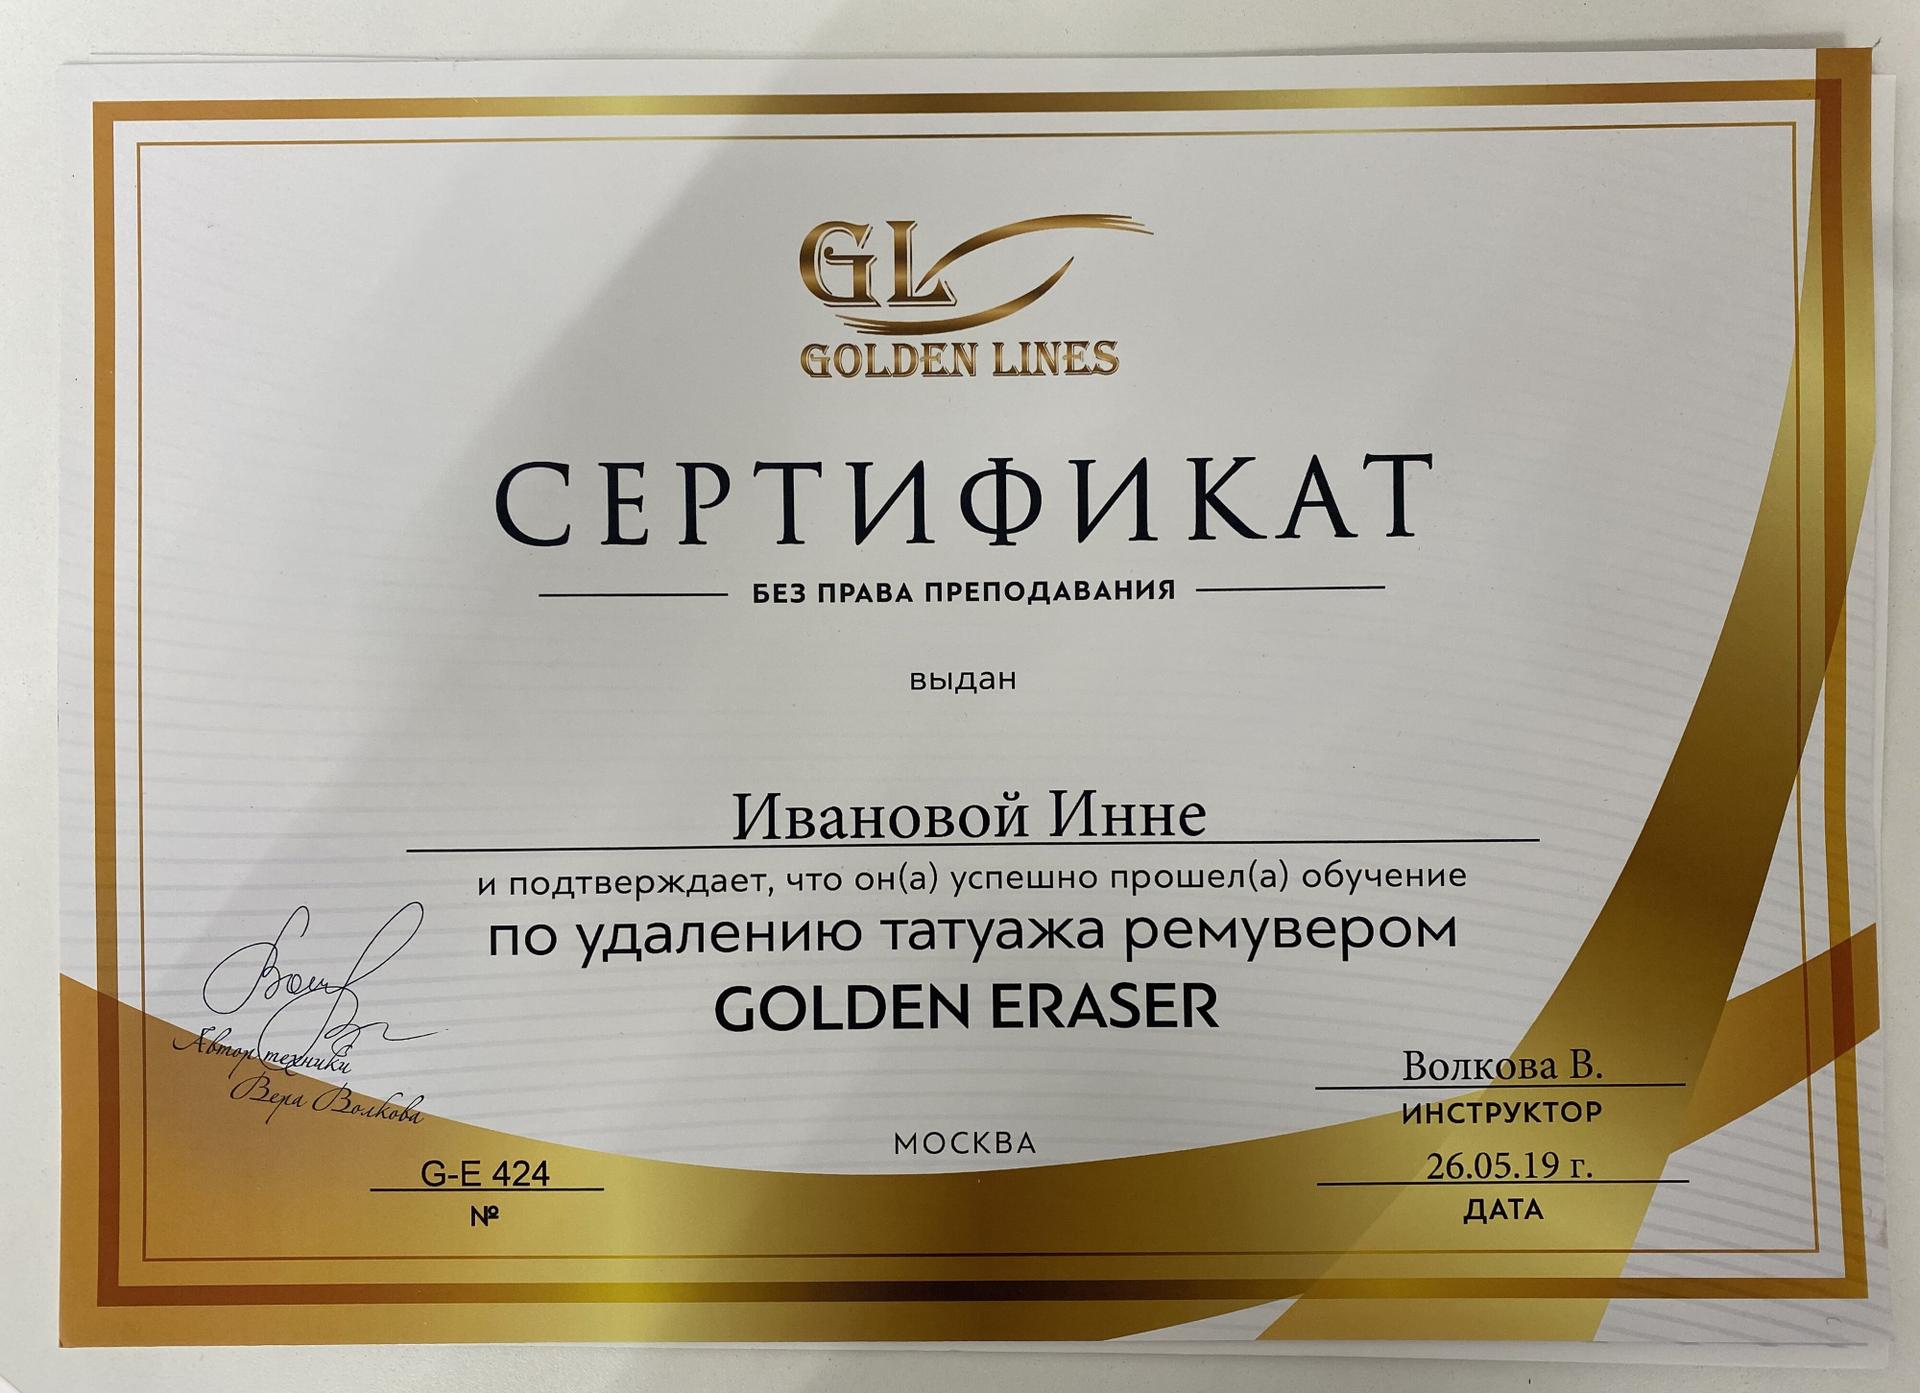 GL
GOLDEN LINES
СЕРТИФИКАТ
БЕЗ ПРАВА ПРЕПОДАВАНИЯ
выдан
Ивановой Инне
и подтверждает, что он(а) успешно прошел(а) обучение
по удалению татуажа ремувером
GOLDEN ERASER
Автор техники
Вера Волкова
Волкова В.
ИНСТРУКТОР
МОСКВА
G-E 424
№
26.05.19 г.
ДАТА